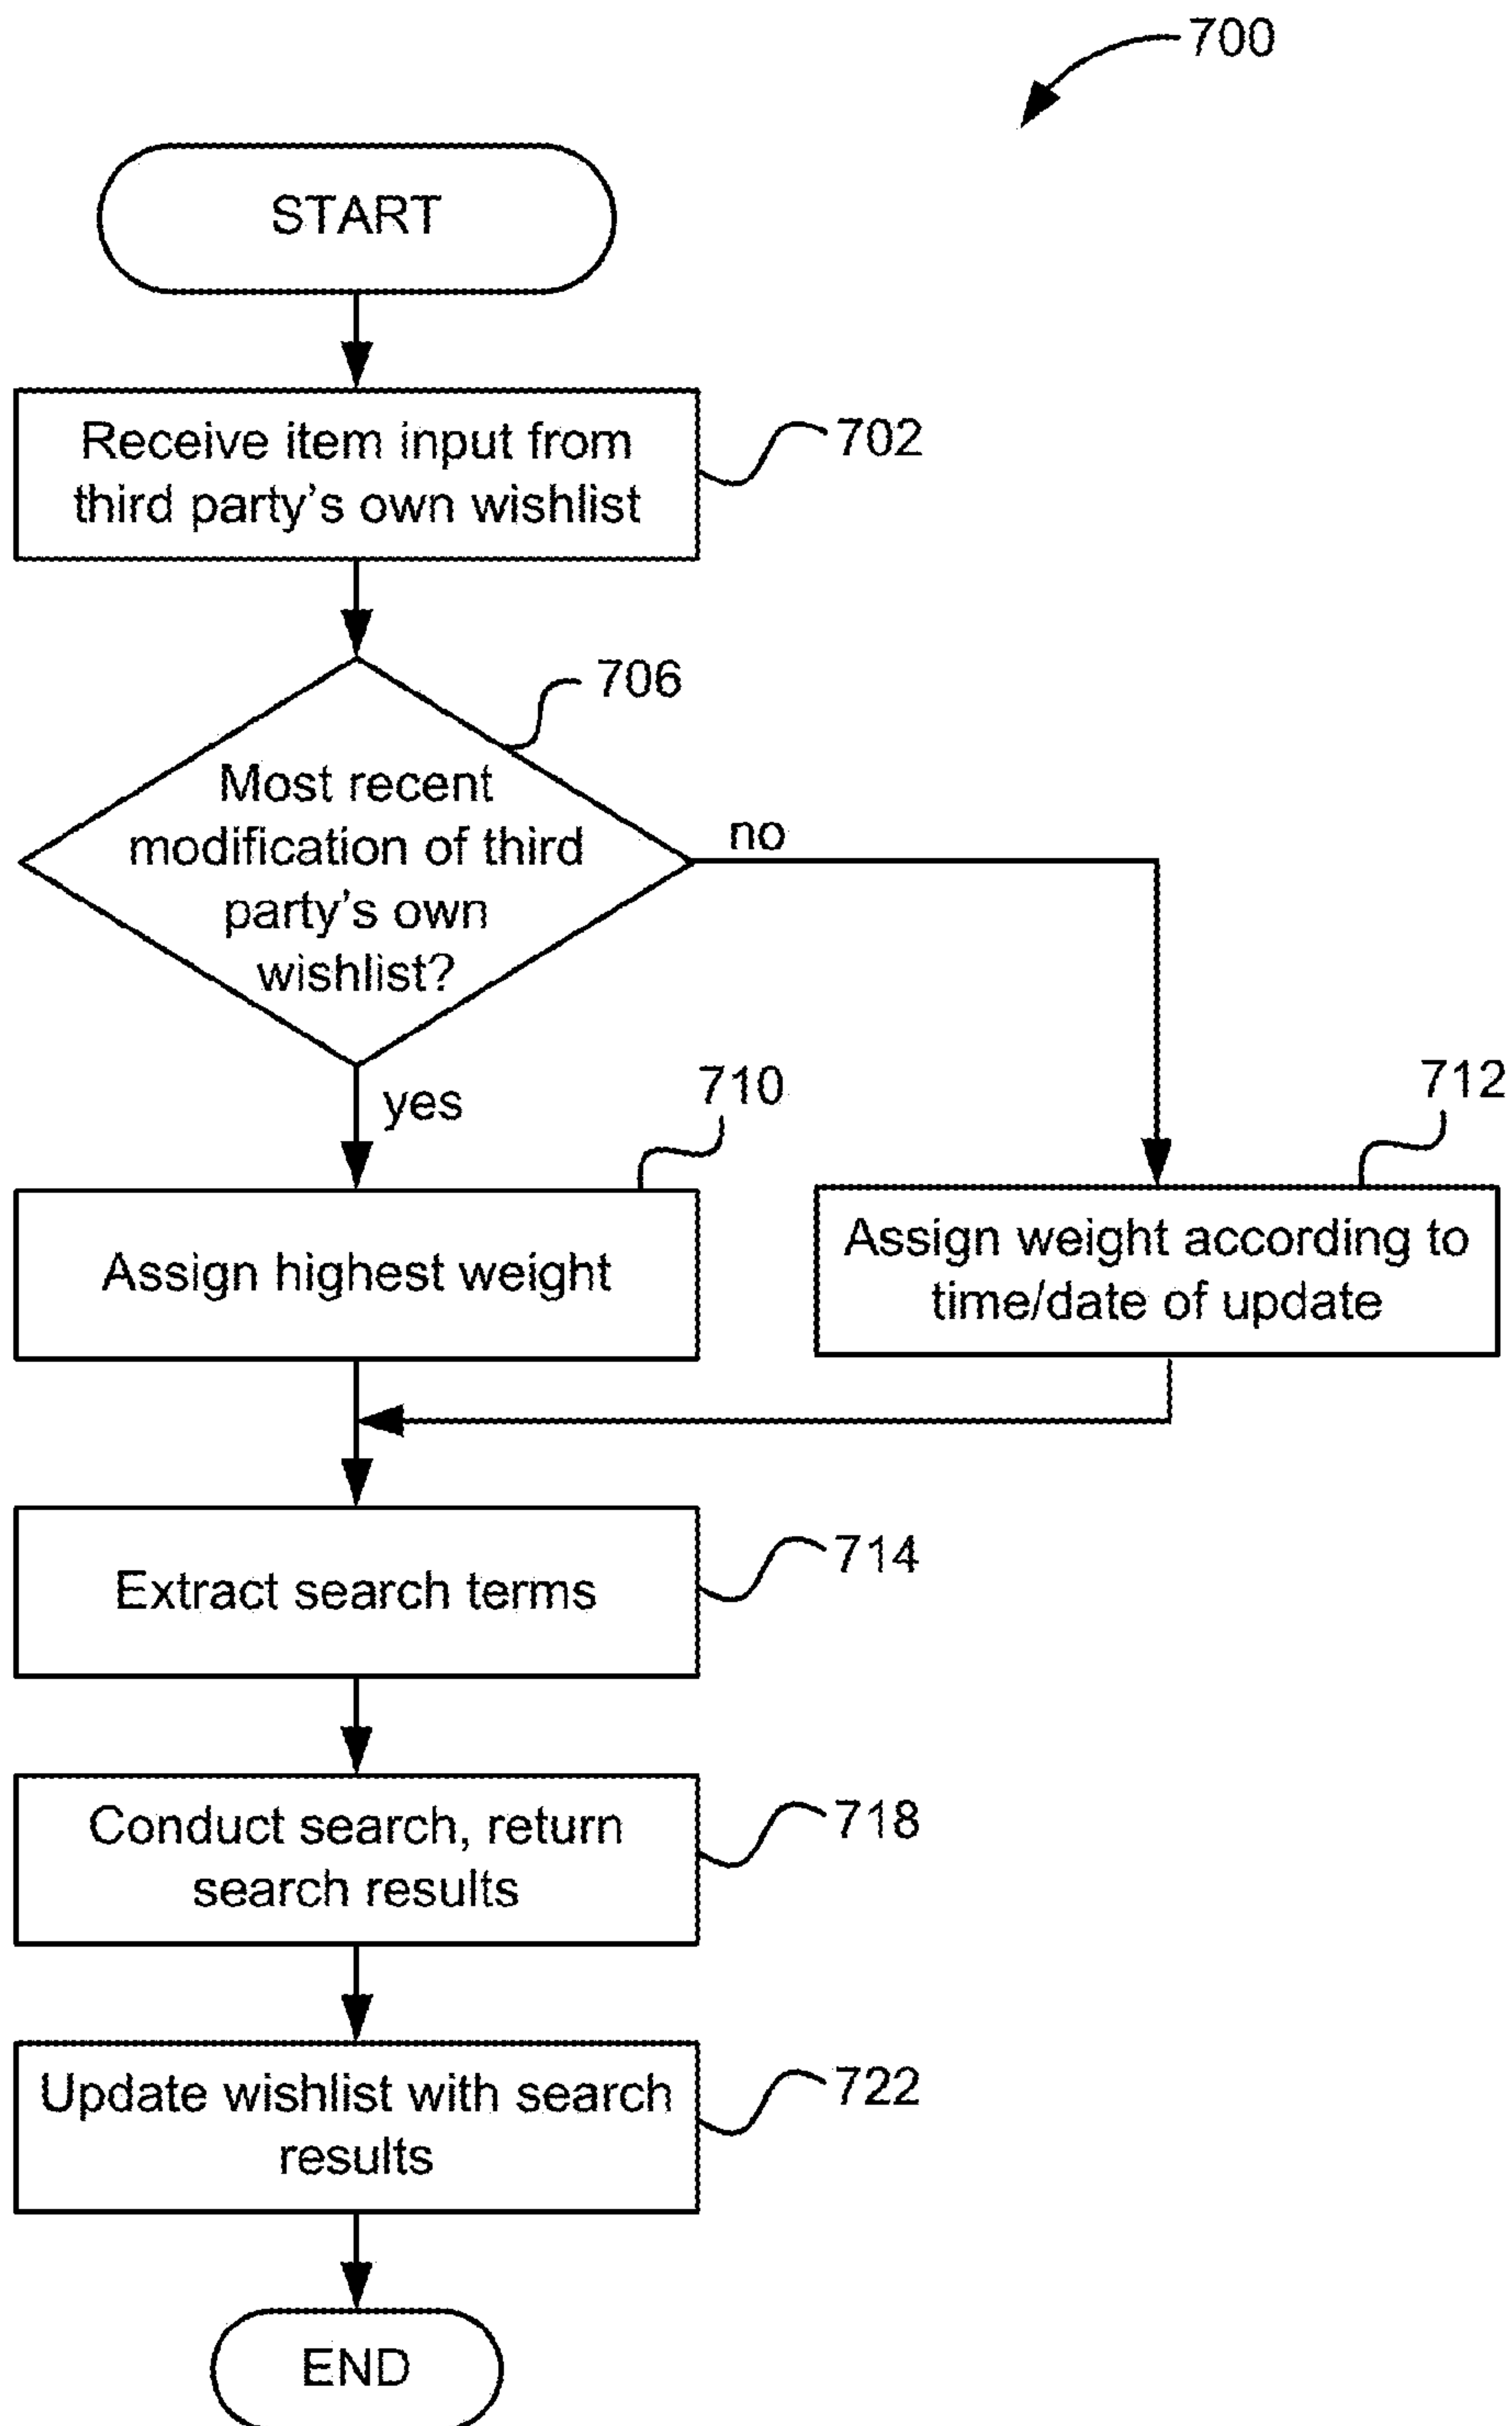 700
START
Receive item input from
third party's own wishlist
702
706
Most recent
modification of third
party's own
wishlist?
no
yes
710
712
Assign highest weight
Assign weight according to
time/date of update
Extract search terms
714
Conduct search, return
search results
718
Update wishlist with search
results
722
END